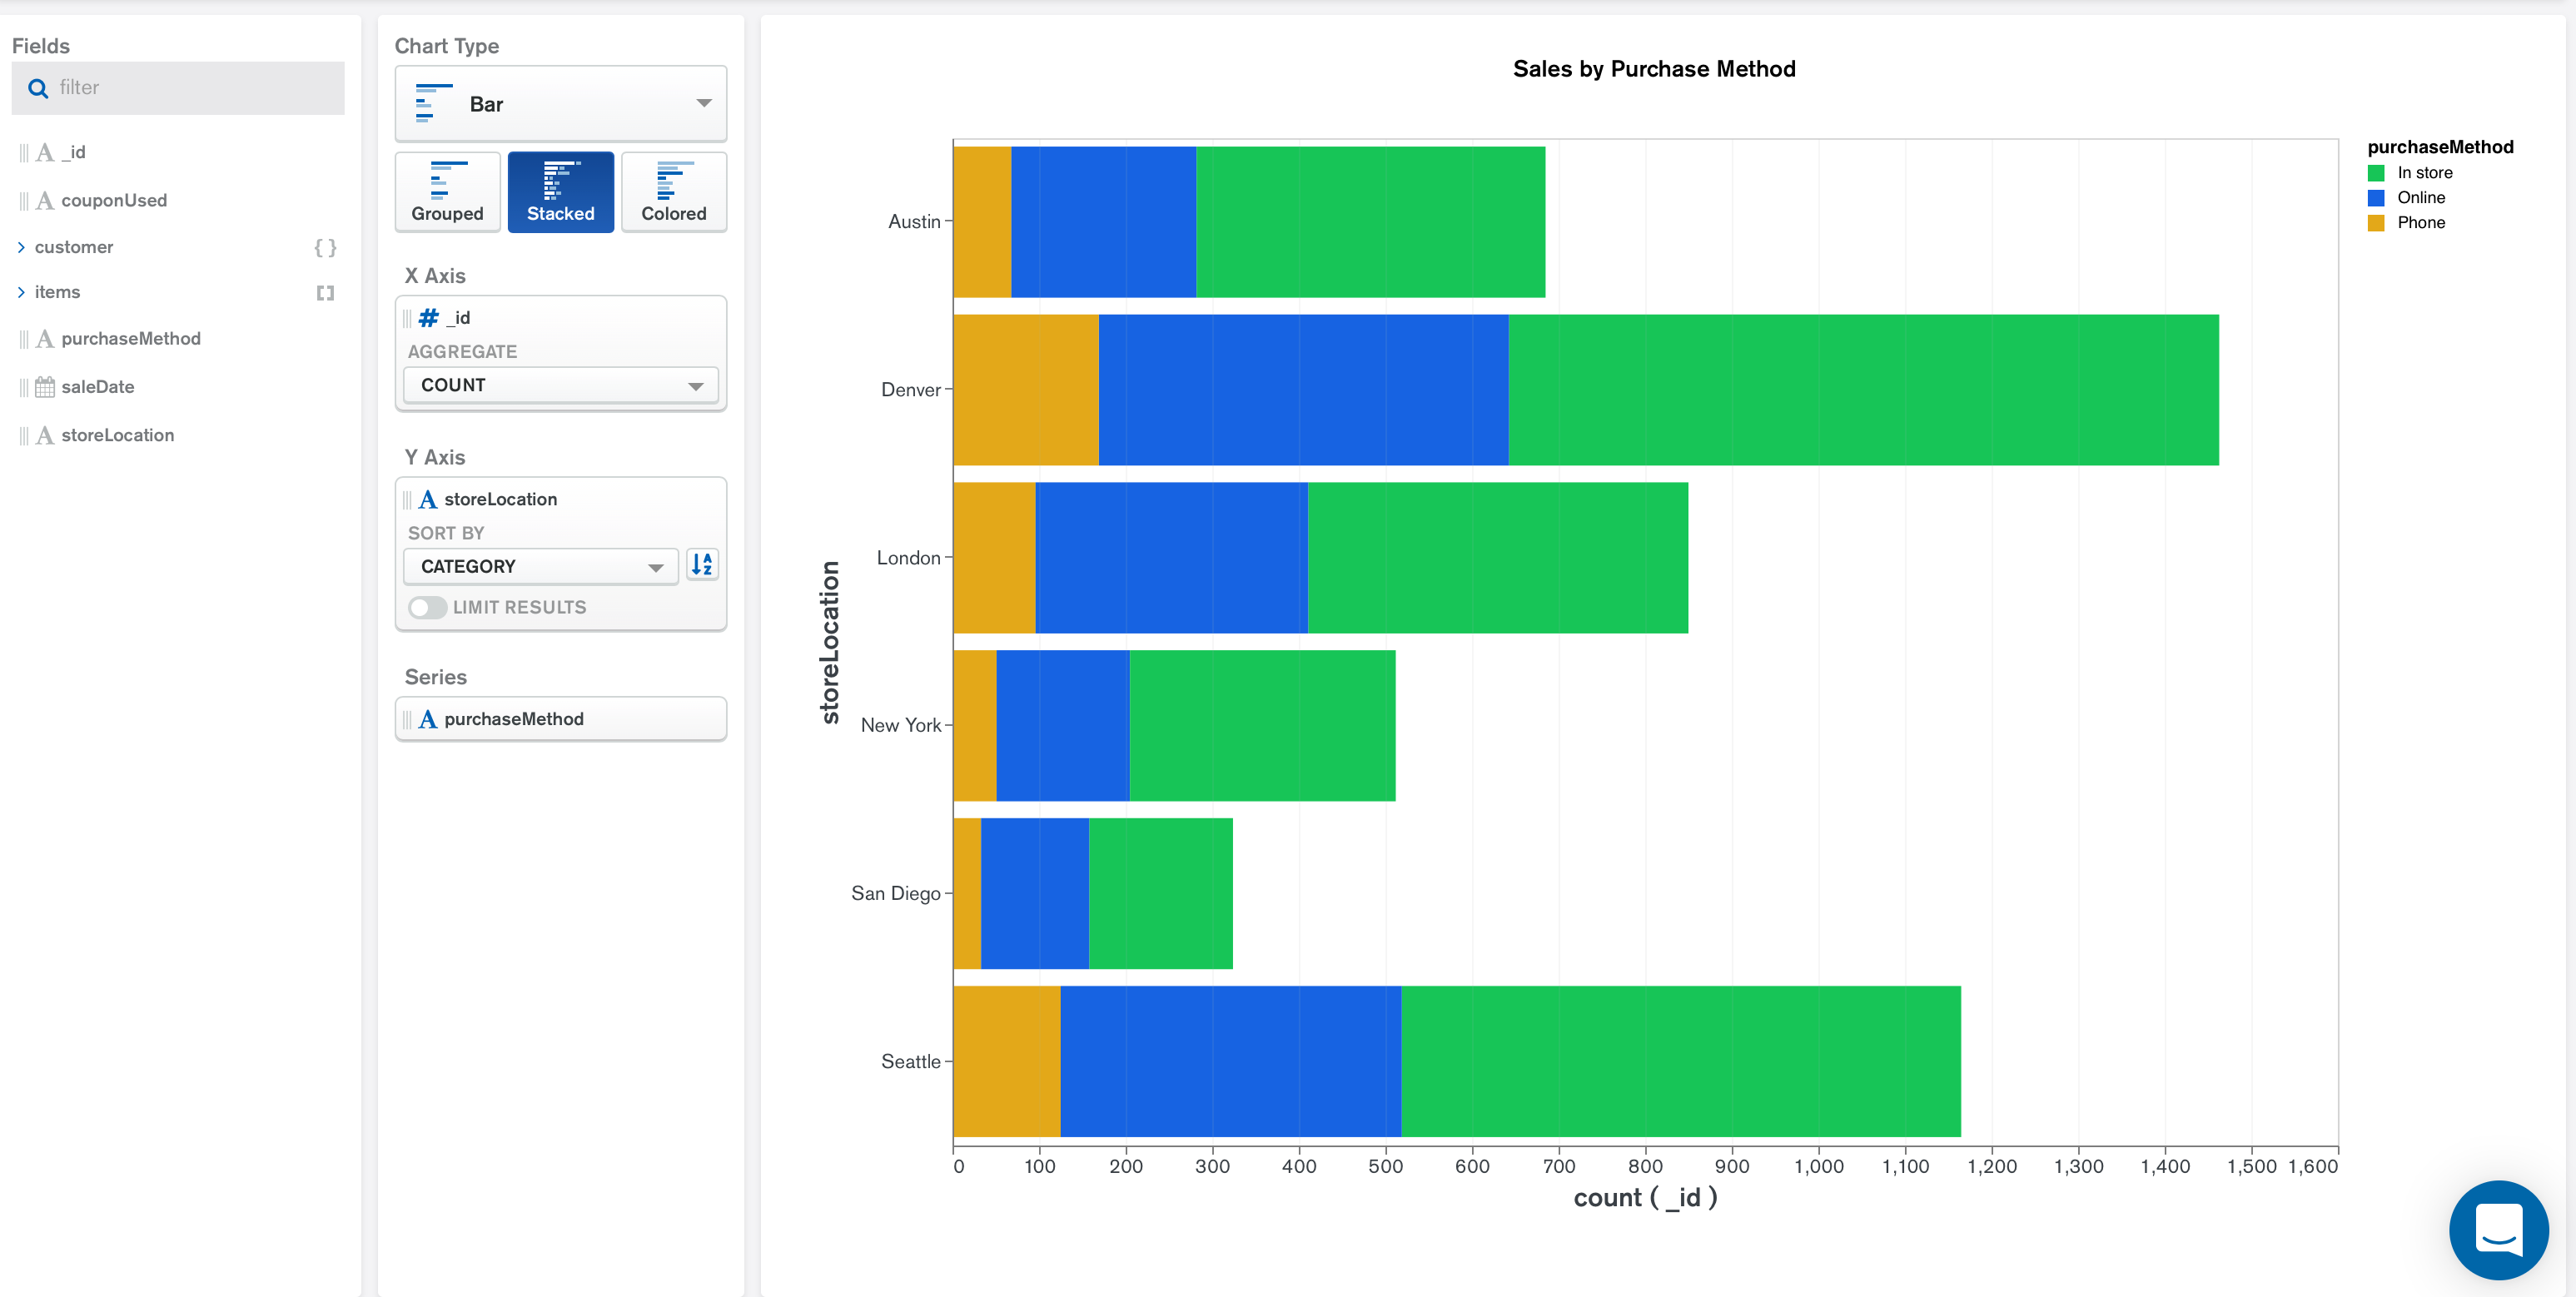 Fields
filter
_id
couponUsed
customer { }
items [ ]
purchaseMethod
saleDate
storeLocation
Chart Type
Bar
Grouped Stacked Colored
X Axis
# _id
AGGREGATE
COUNT
Y Axis
A storeLocation
SORT BY
CATEGORY
LIMIT RESULTS
Series
A purchaseMethod
Sales by Purchase Method
storeLocation
Austin
Denver
London
New York
San Diego
Seattle
0 100 200 300 400 500 600 700 800 900 1,000 1,100 1,200 1,300 1,400 1,500 1,600
count ( _id )
purchaseMethod
In store
Online
Phone